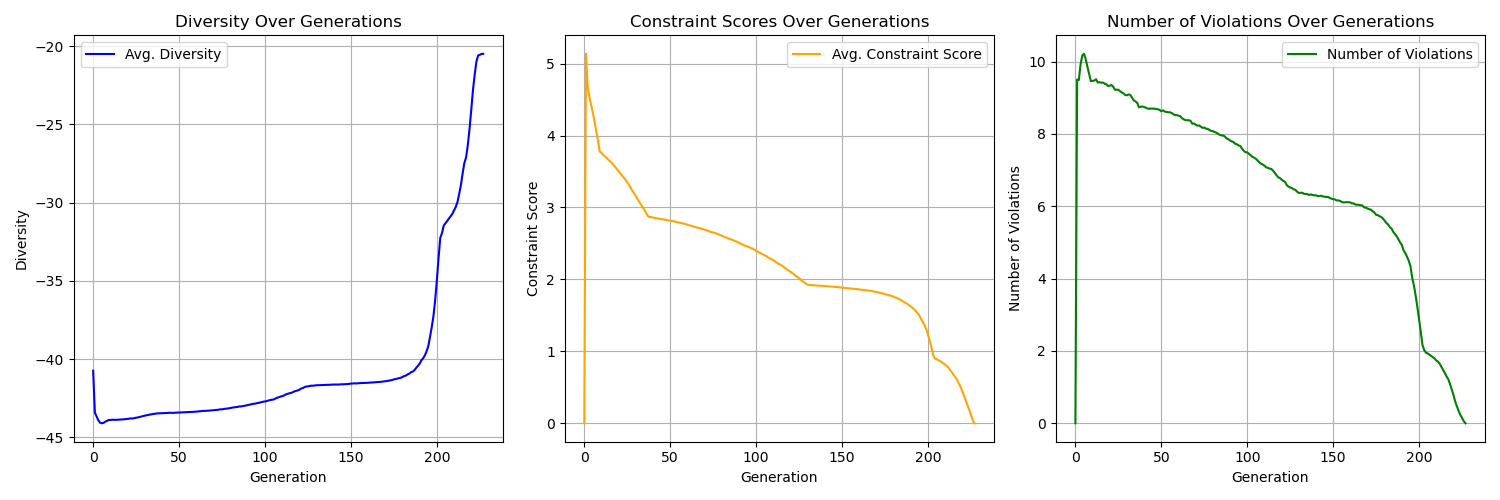 Diversity Over Generations
Avg. Diversity
−20
−25
−30
−35
−40
−45
Diversity
0 50 100 150 200
Generation
Constraint Scores Over Generations
Avg. Constraint Score
5
4
3
2
1
0
Constraint Score
0 50 100 150 200
Generation
Number of Violations Over Generations
Number of Violations
10
8
6
4
2
0
Number of Violations
0 50 100 150 200
Generation